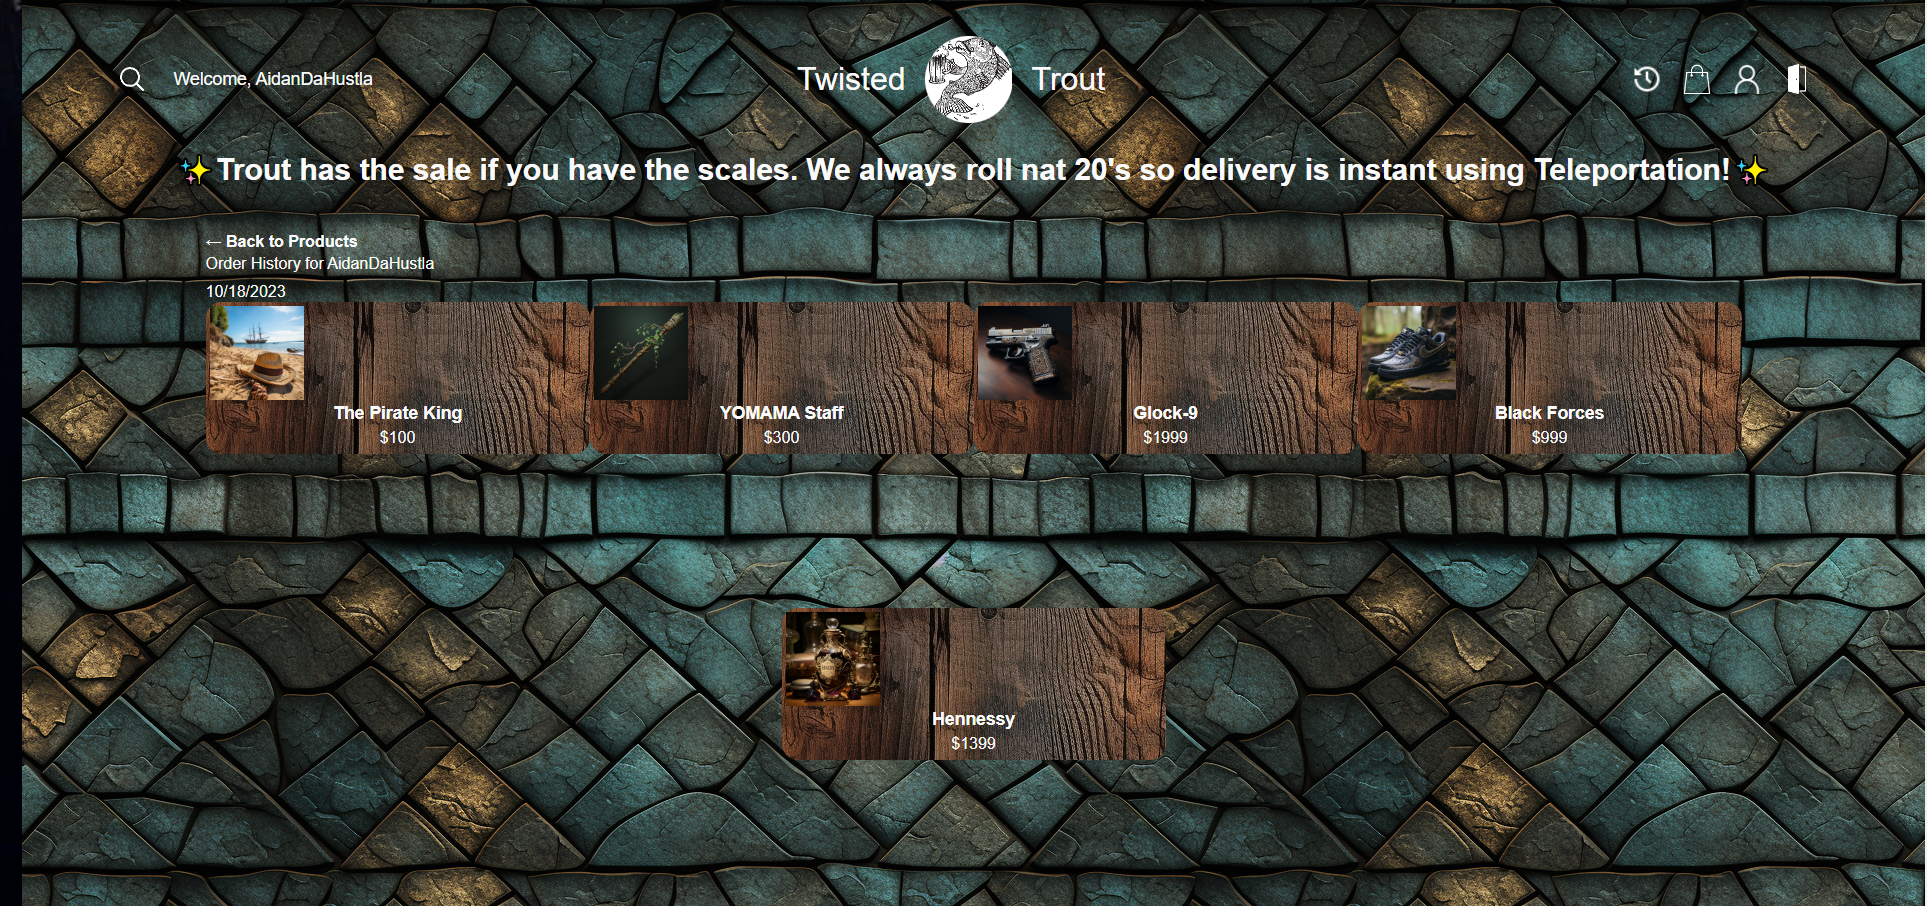 Welcome, AidanDaHustla
Twisted Trout
✨Trout has the sale if you have the scales. We always roll nat 20's so delivery is instant using Teleportation!✨
← Back to Products
Order History for AidanDaHustla
10/18/2023
The Pirate King
$100
YOMAMA Staff
$300
Glock-9
$1999
Black Forces
$999
Hennessy
$1399